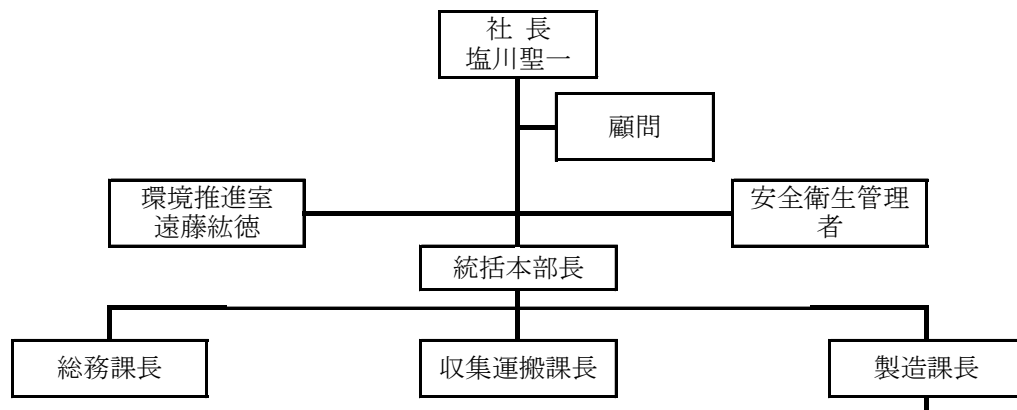 社 長
塩川聖一
顧問
環境推進室
遠藤紘徳
安全衛生管理
者
統括本部長
総務課長
収集運搬課長
製造課長